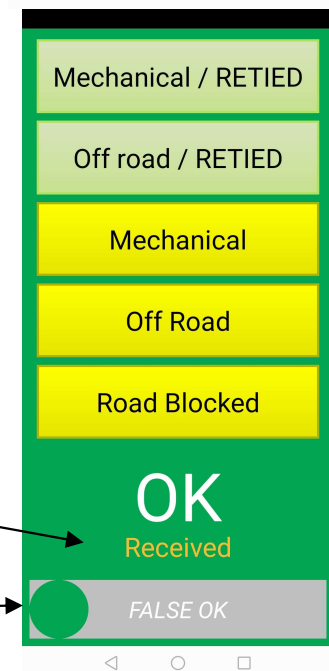 Mechanical / RETIED
Off road / RETIED
Mechanical
Off Road
Road Blocked
OK
Received
FALSE OK